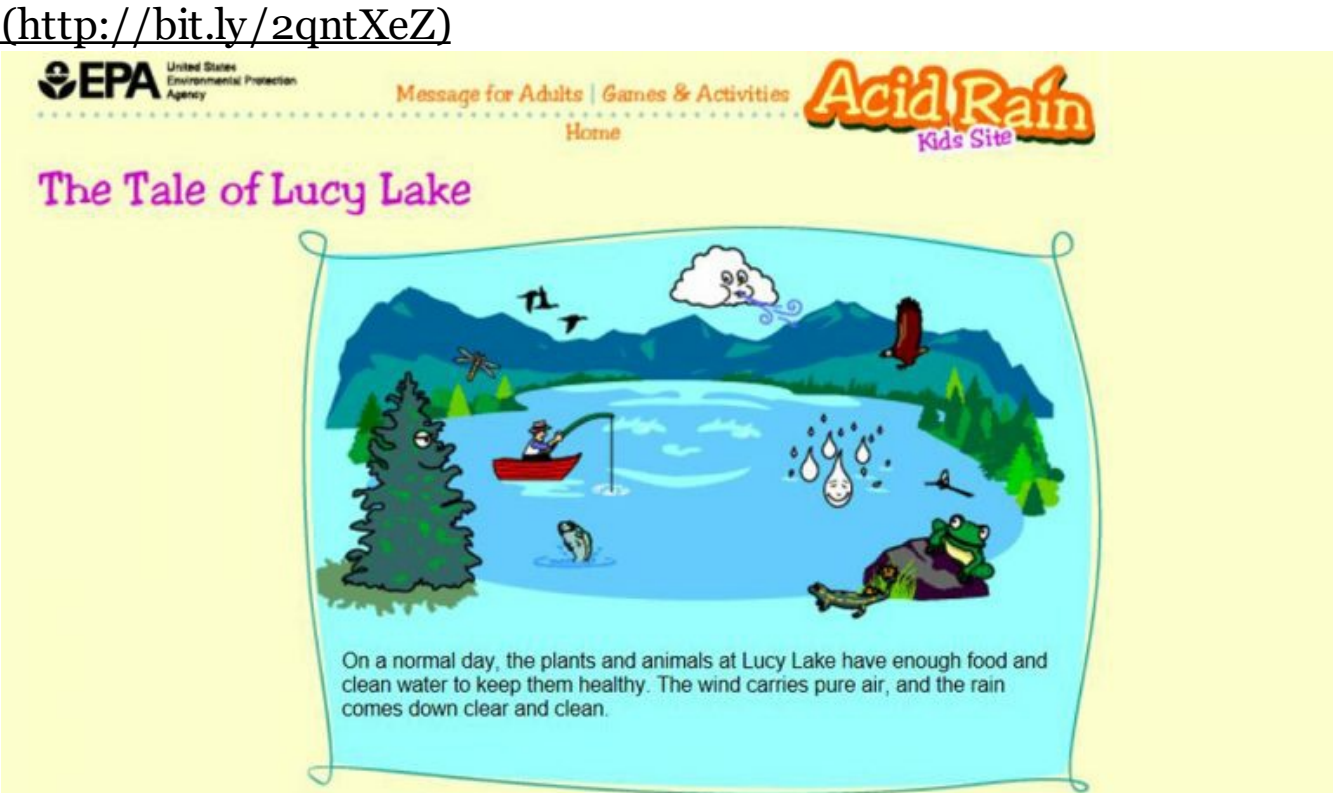 (http://bit.ly/2qntXeZ)
EPA United States
Environmental Protection
Agency
Message for Adults | Games & Activities
Home
Acid Rain
Kids Site
The Tale of Lucy Lake
On a normal day, the plants and animals at Lucy Lake have enough food and
clean water to keep them healthy. The wind carries pure air, and the rain
comes down clear and clean.